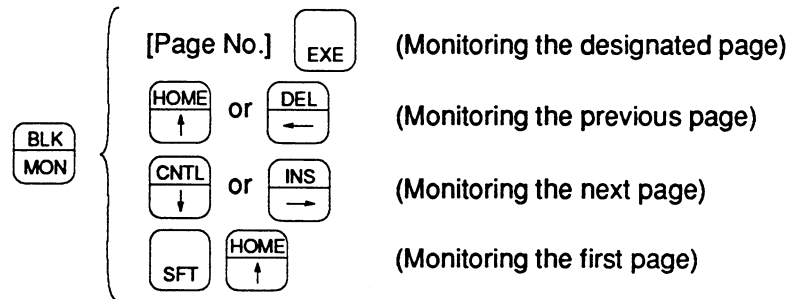 [Page No.] EXE (Monitoring the designated page)
HOME ↑ or DEL ← (Monitoring the previous page)
BLK MON
CNTL ↓ or INS → (Monitoring the next page)
SFT HOME ↑ (Monitoring the first page)